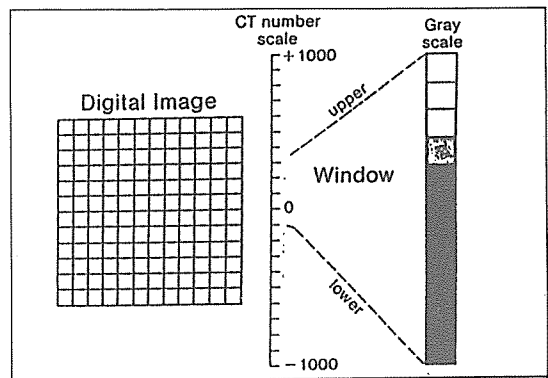 CT number
scale
Gray
scale
+1000
Digital Image
upper
Window
0
lower
-1000